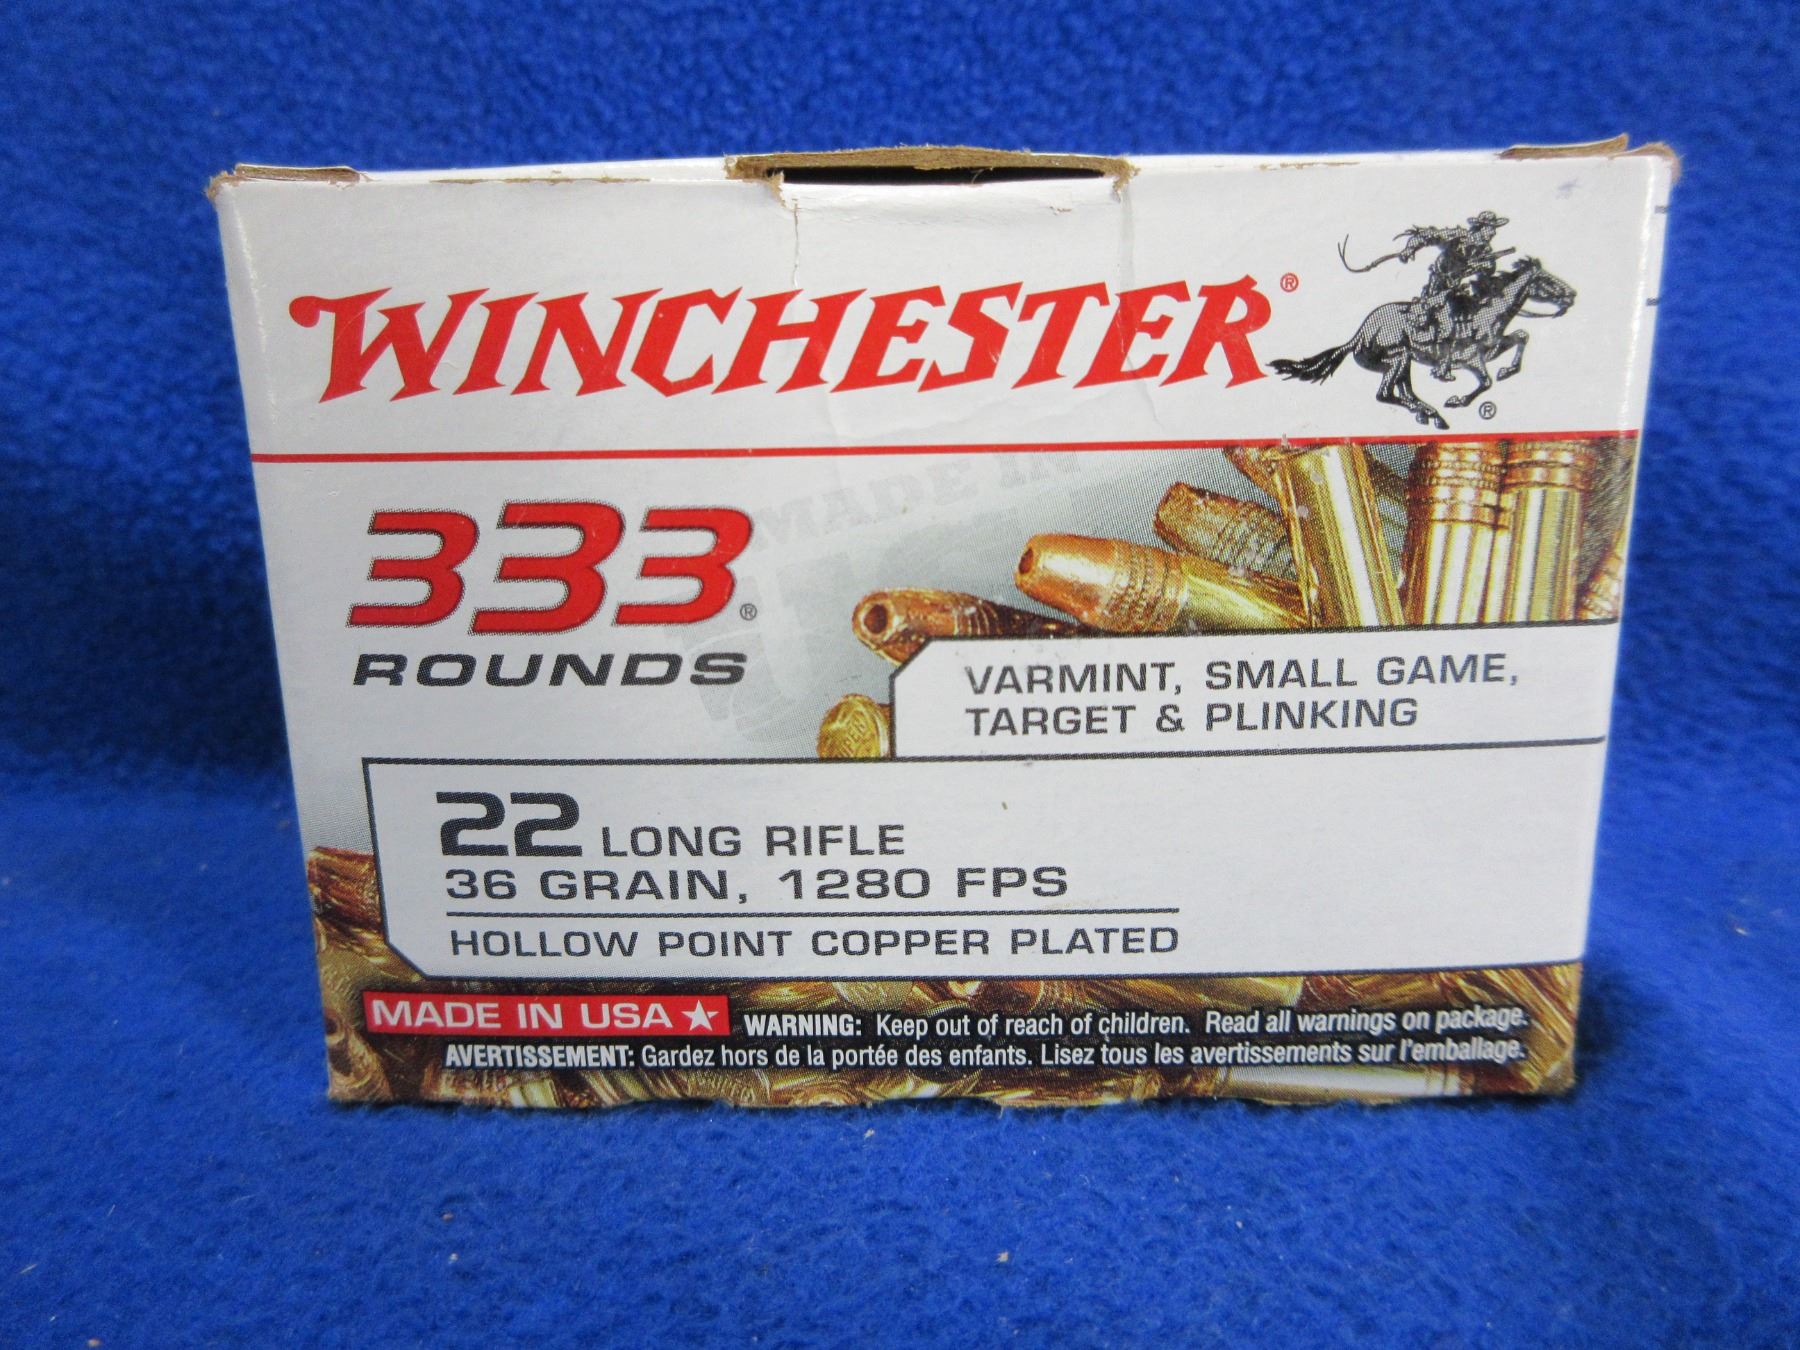 WINCHESTER®
®
333®
ROUNDS
MADE IN
VARMINT, SMALL GAME,
TARGET & PLINKING
22 LONG RIFLE
36 GRAIN, 1280 FPS
HOLLOW POINT COPPER PLATED
MADE IN USA
WARNING: Keep out of reach of children. Read all warnings on package.
AVERTISSEMENT: Gardez hors de la portée des enfants. Lisez tous les avertissements sur l'emballage.